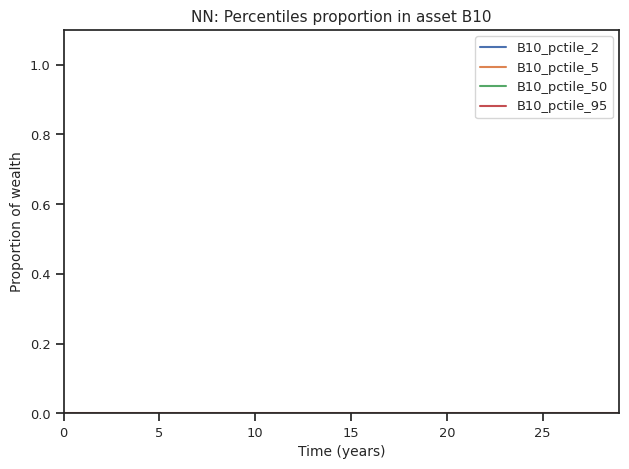 NN: Percentiles proportion in asset B10
B10_pctile_2
B10_pctile_5
B10_pctile_50
B10_pctile_95
Proportion of wealth
1.0
0.8
0.6
0.4
0.2
0.0
0 5 10 15 20 25
Time (years)